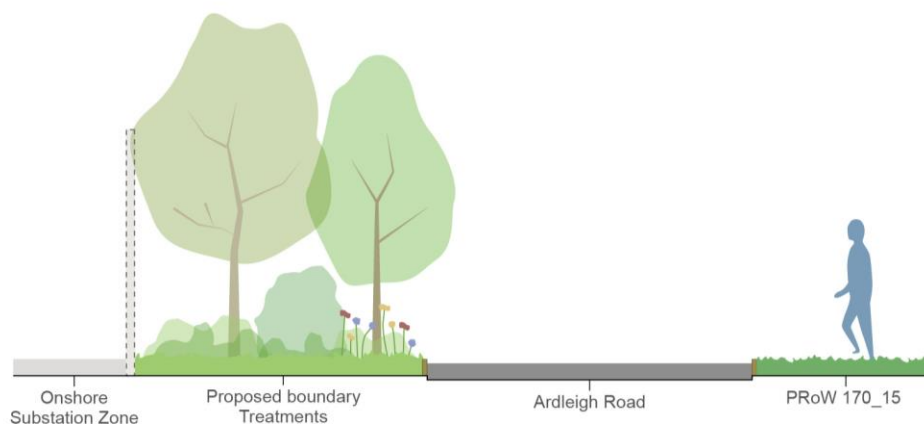 Onshore
Substation Zone
Proposed boundary
Treatments
Ardleigh Road
PRoW 170_15